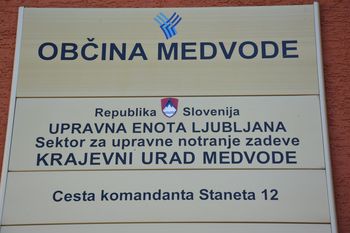 OBČINA MEDVODE
Republika Slovenija
UPRAVNA ENOTA LJUBLJANA
Sektor za upravne notranje zadeve
KRAJEVNI URAD MEDVODE
Cesta komandanta Staneta 12